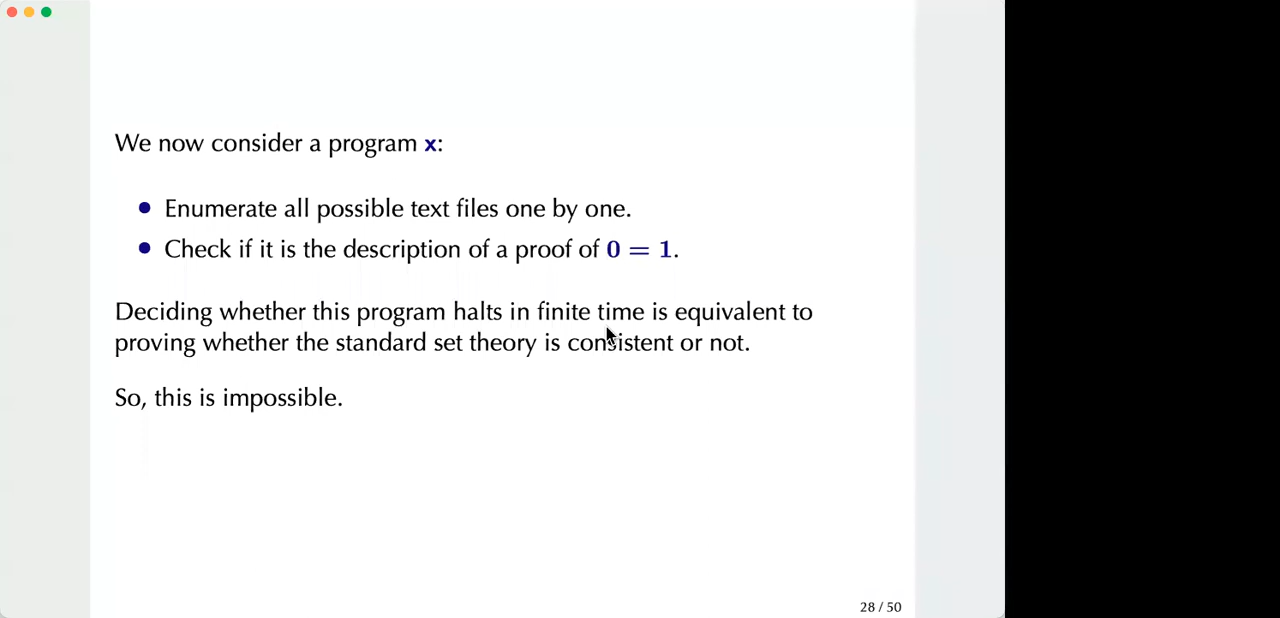 We now consider a program x:
• Enumerate all possible text files one by one.
• Check if it is the description of a proof of 0 = 1.
Deciding whether this program halts in finite time is equivalent to
proving whether the standard set theory is consistent or not.
So, this is impossible.
28 / 50